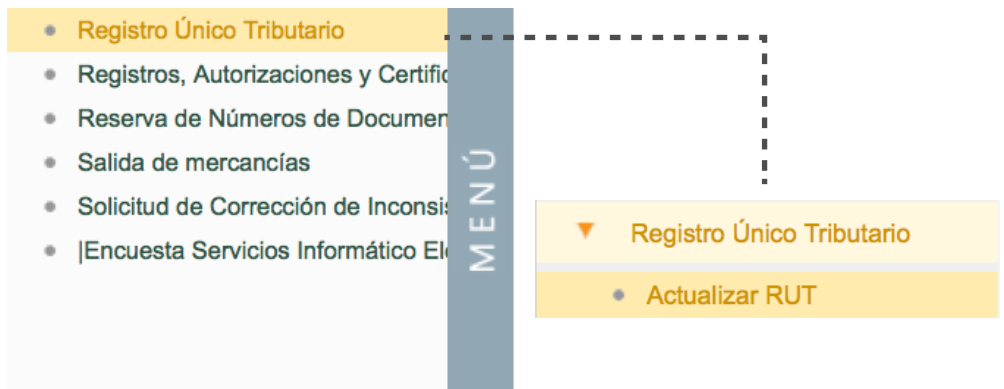 Registro Único Tributario
Registros, Autorizaciones y Certific
Reserva de Números de Documen
Salida de mercancías
Solicitud de Corrección de Inconsis
|Encuesta Servicios Informático Ele
MENÚ
Registro Único Tributario
Actualizar RUT